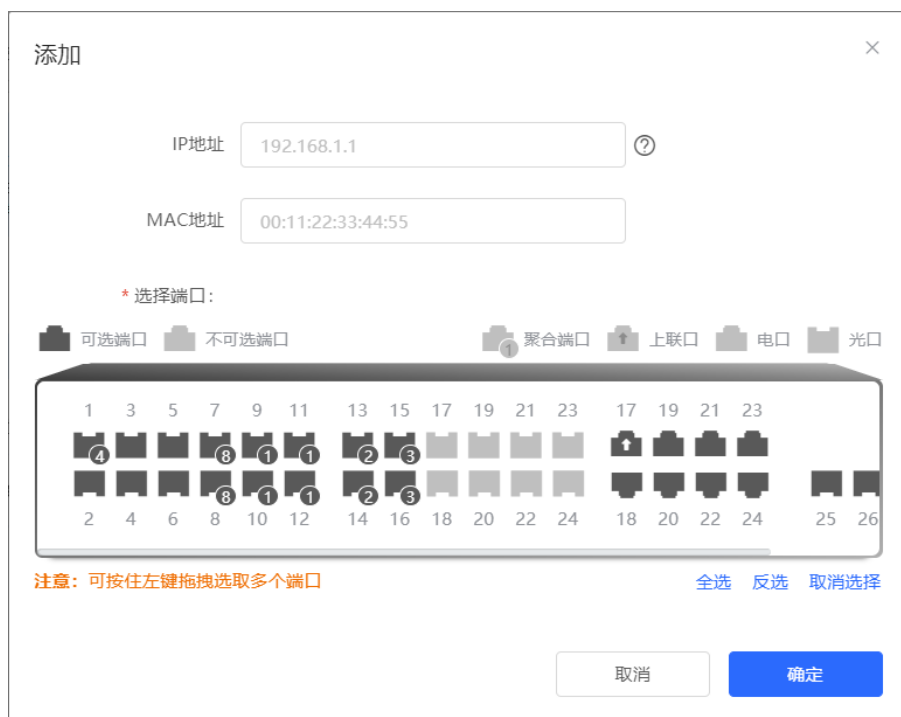 添加
IP地址 192.168.1.1
MAC地址 00:11:22:33:44:55
* 选择端口：
可选端口 不可选端口 1 聚合端口 上联口 电口 光口
1 3 5 7 9 11 13 15 17 19 21 23 17 19 21 23
4 8 1 1 2 3
8 1 1 2 3
2 4 6 8 10 12 14 16 18 20 22 24 18 20 22 24 25 26
注意：可按住左键拖拽选取多个端口 全选 反选 取消选择
取消 确定